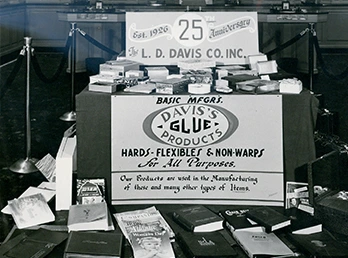 Est. 1926 25th Anniversary
The L. D. DAVIS CO. INC.
BASIC MFGRS.
DAVIS'S
GLUE
PRODUCTS
HARDS - FLEXIBLES & NON-WARPS
for All Purposes.
Our Products are used in the Manufacturing
of these and many other types of Items.